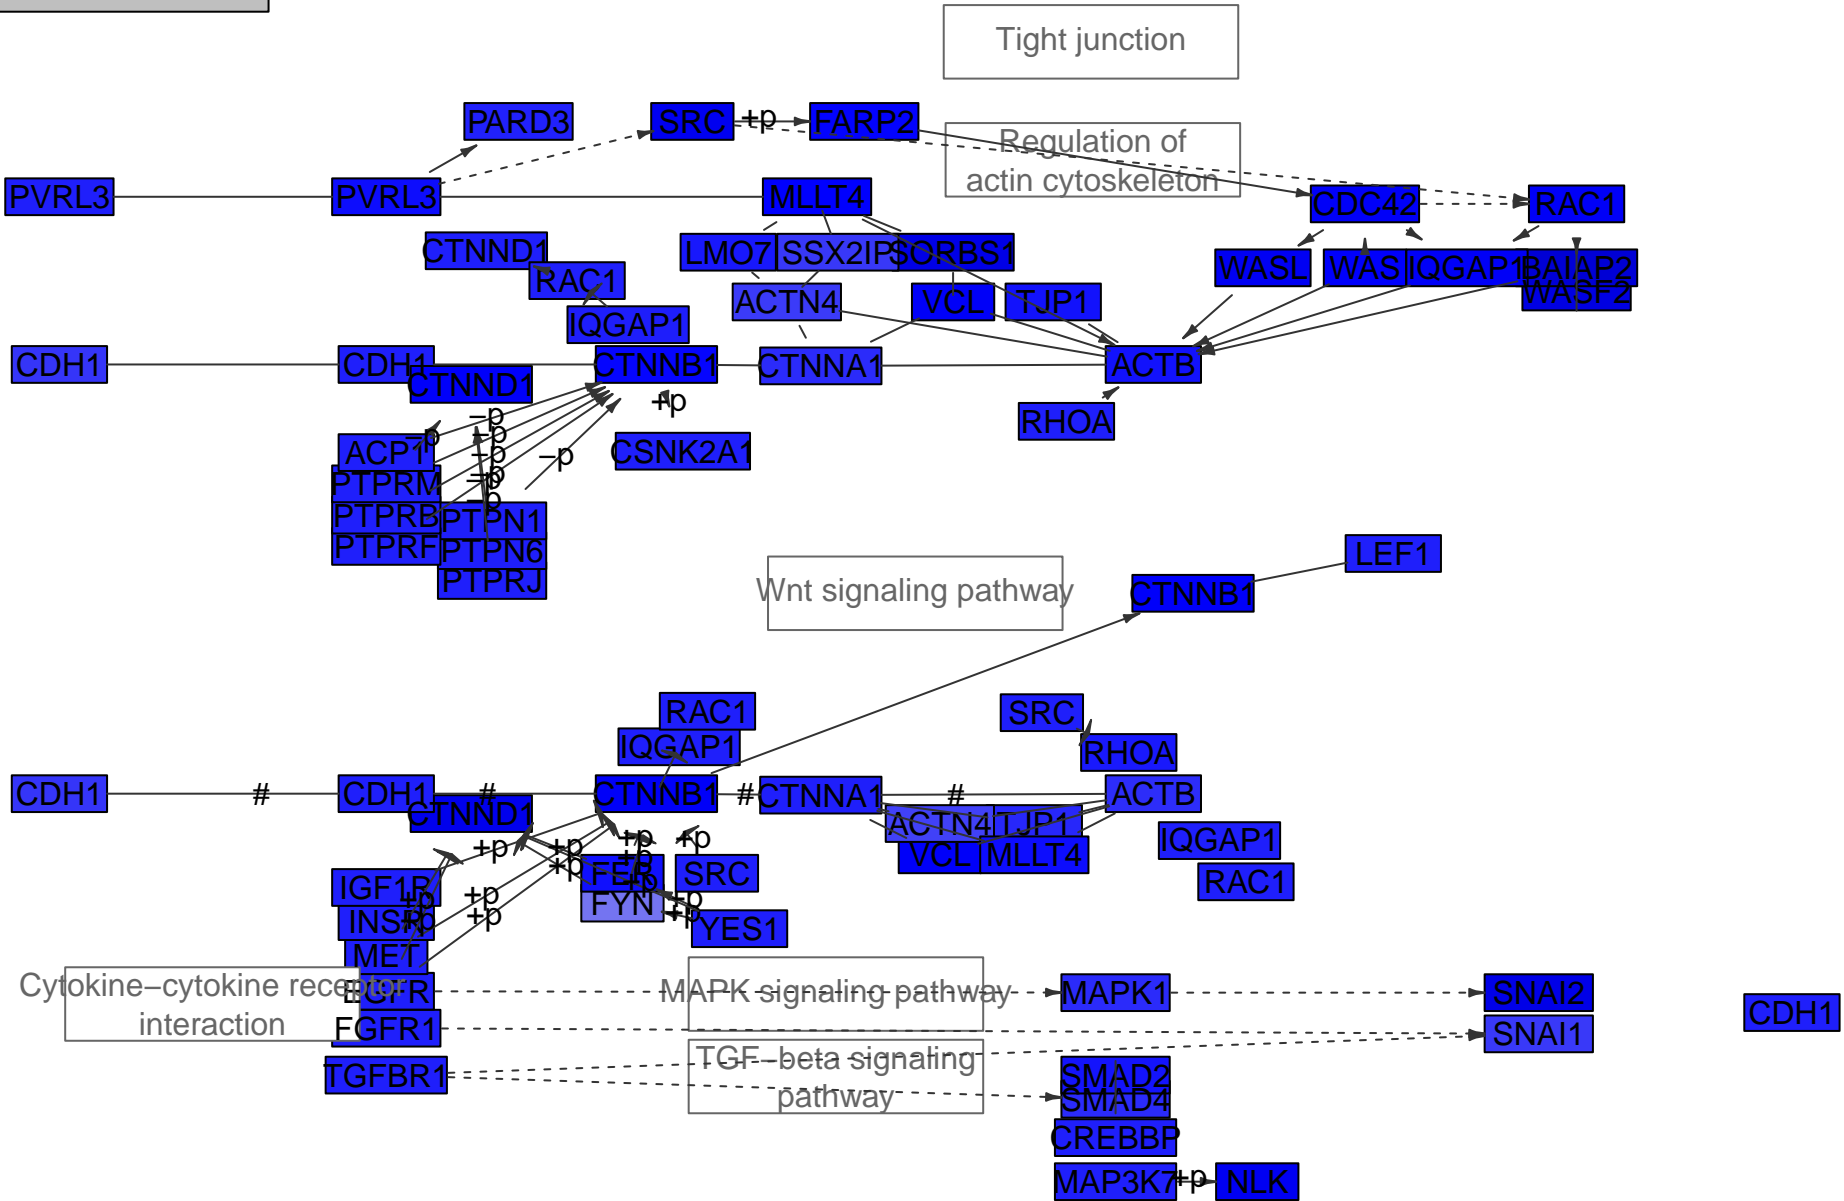 Tight junction
PARD3
SRC
+p
FARP2
Regulation of
actin cytoskeleton
PVRL3
PVRL3
MLLT4
CDC42
RAC1
CTNND1
LMO7
SSX2IP
SORBS1
WASL
WAS
IQGAP1
BAIAP2
WASF2
RAC1
ACTN4
VCL
TJP1
IQGAP1
CDH1
CDH1
CTNND1
CTNNB1
CTNNA1
ACTB
+p
RHOA
−p
−p
−p
−p
−p
−p
−p
−p
ACP1
CSNK2A1
PTPRM
PTPRB
PTPN1
PTPRF
PTPN6
PTPRJ
LEF1
Wnt signaling pathway
CTNNB1
RAC1
SRC
IQGAP1
RHOA
CDH1
#
CDH1
#
CTNNB1
#
CTNNA1
#
ACTB
CTNND1
ACTN4
TJP1
+p
+p
+p
+p
+p
+p
+p
VCL
MLLT4
IQGAP1
IGF1R
FER
SRC
RAC1
+p
+p
+p
+p
+p
+p
INSR
FYN
YES1
MET
Cytokine−cytokine receptor
interaction
EGFR
MAPK signaling pathway
MAPK1
SNAI2
CDH1
FGFR1
SNAI1
TGFBR1
TGF−beta signaling
pathway
SMAD2
SMAD4
CREBBP
MAP3K7
+p
NLK